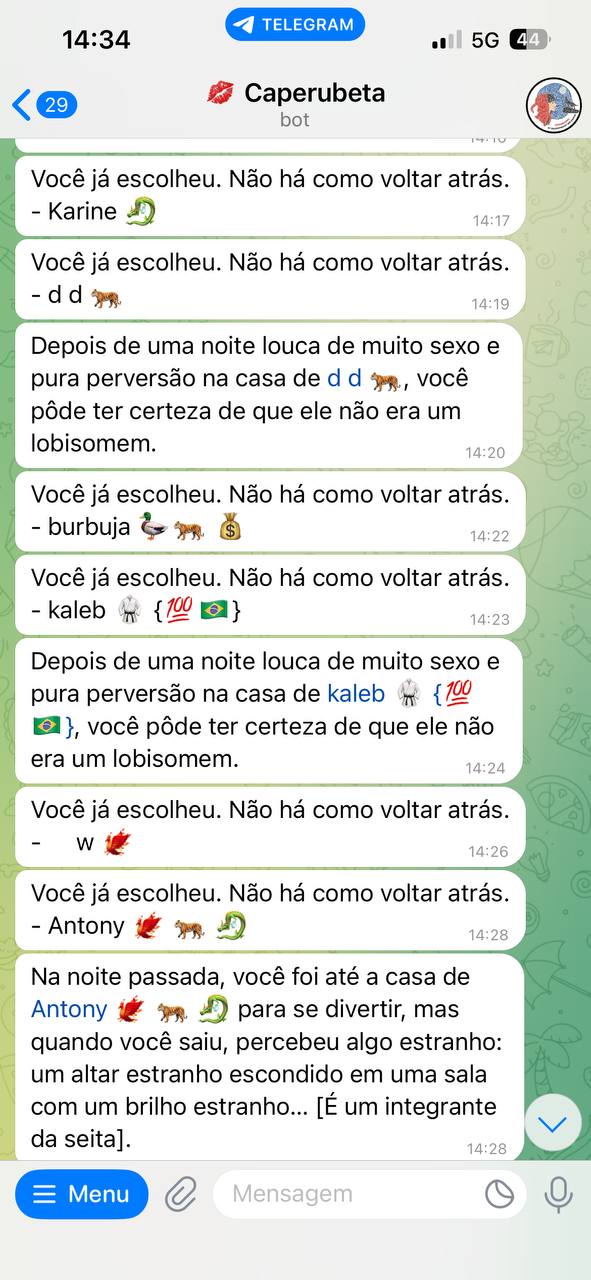 14:34
TELEGRAM
5G
44
29
💋 Caperubeta
bot
14:16
Você já escolheu. Não há como voltar atrás.
- Karine 🐉
14:17
Você já escolheu. Não há como voltar atrás.
- d d 🐅
14:19
Depois de uma noite louca de muito sexo e
pura perversão na casa de d d 🐅, você
pôde ter certeza de que ele não era um
lobisomem.
14:20
Você já escolheu. Não há como voltar atrás.
- burbuja 🦆 🐅 💰
14:22
Você já escolheu. Não há como voltar atrás.
- kaleb 🥋 {💯 🇧🇷}
14:23
Depois de uma noite louca de muito sexo e
pura perversão na casa de kaleb 🥋 {💯
🇧🇷}, você pôde ter certeza de que ele não
era um lobisomem.
14:24
Você já escolheu. Não há como voltar atrás.
- w 🐦‍🔥
14:26
Você já escolheu. Não há como voltar atrás.
- Antony 🐦‍🔥 🐅 🐉
14:28
Na noite passada, você foi até a casa de
Antony 🐦‍🔥 🐅 🐉 para se divertir, mas
quando você saiu, percebeu algo estranho:
um altar estranho escondido em uma sala
com um brilho estranho... [É um integrante
da seita].
14:28
Menu
Mensagem